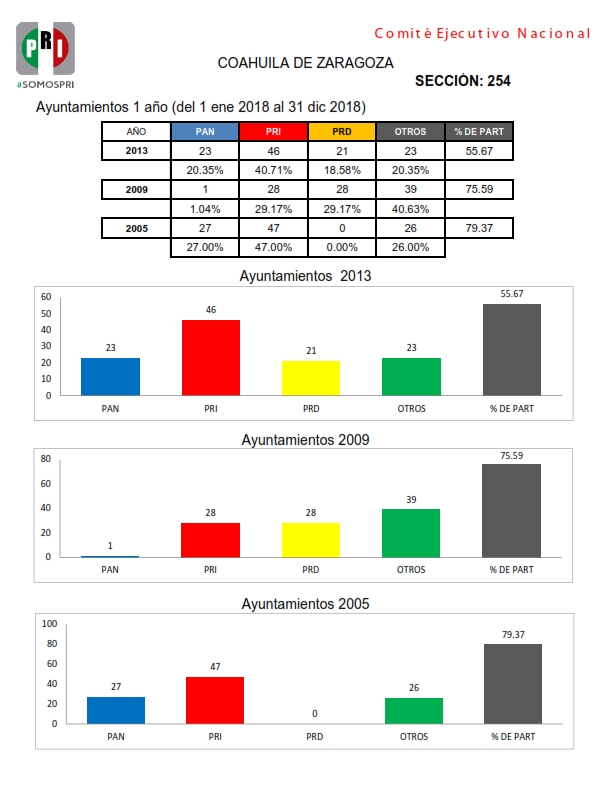 Comité Ejecutivo Nacional
PRI
#SOMOSPRI
COAHUILA DE ZARAGOZA
SECCIÓN: 254
Ayuntamientos 1 año (del 1 ene 2018 al 31 dic 2018)
AÑO PAN PRI PRD OTROS % DE PART
2013 23 46 21 23 55.67
20.35% 40.71% 18.58% 20.35%
2009 1 28 28 39 75.59
1.04% 29.17% 29.17% 40.63%
2005 27 47 0 26 79.37
27.00% 47.00% 0.00% 26.00%
Ayuntamientos 2013
60
50
40
30
20
10
0
23 46 21 23 55.67
PAN PRI PRD OTROS % DE PART
Ayuntamientos 2009
80
60
40
20
0
1 28 28 39 75.59
PAN PRI PRD OTROS % DE PART
Ayuntamientos 2005
100
80
60
40
20
0
27 47 0 26 79.37
PAN PRI PRD OTROS % DE PART